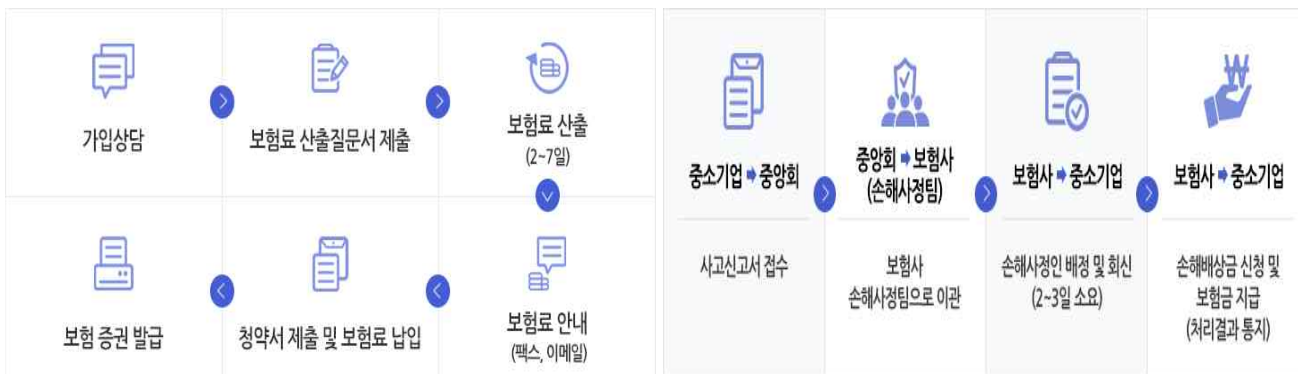 가입상담
보험료 산출질문서 제출
보험료 산출
(2~7일)
보험료 안내
(팩스, 이메일)
청약서 제출 및 보험료 납입
보험 증권 발급
중소기업 ➡ 중앙회
사고신고서 접수
중앙회 ➡ 보험사
(손해사정팀)
보험사
손해사정팀으로 이관
보험사 ➡ 중소기업
손해사정인 배정 및 회신
(2~3일 소요)
보험사 ➡ 중소기업
손해배상금 신청 및
보험금 지급
(처리결과 통지)